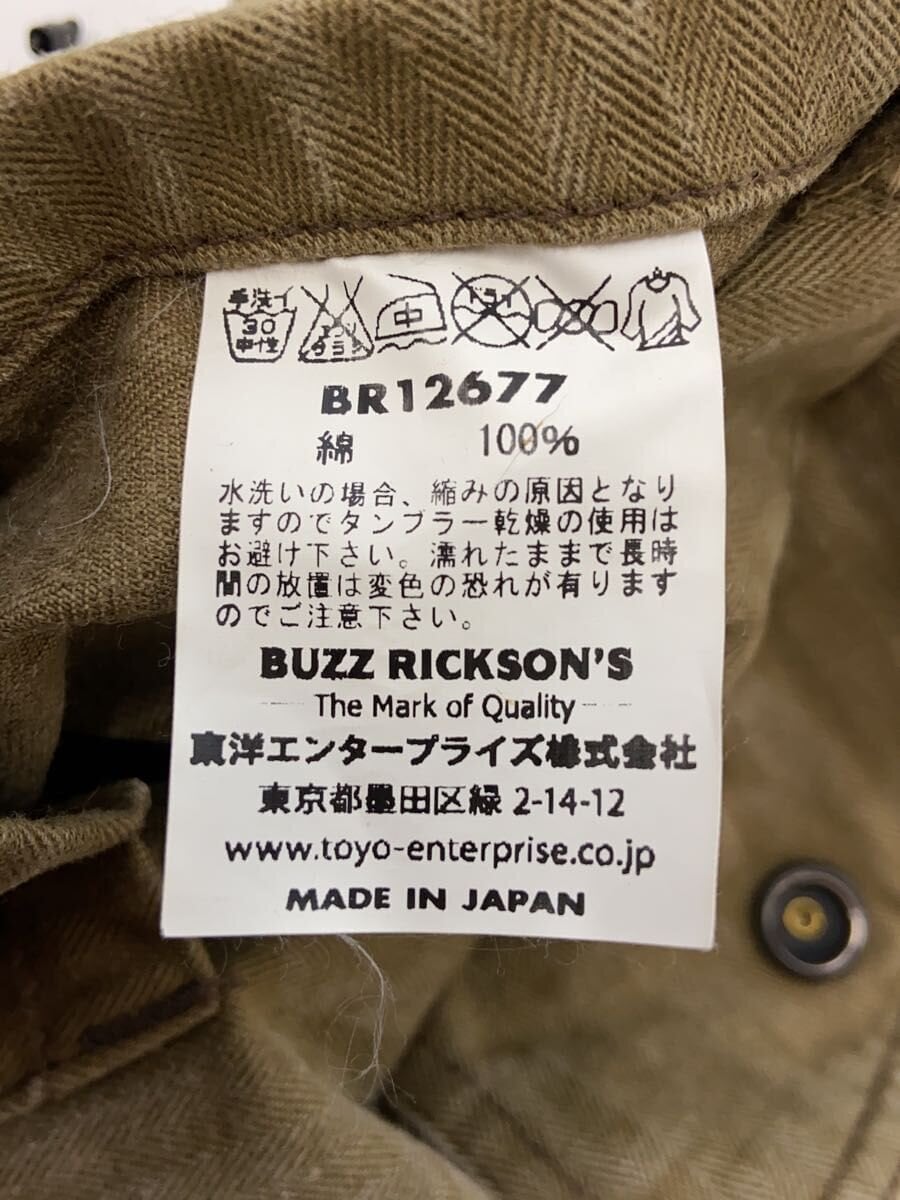 手洗イ
30
中性
エンソ
サラシ
中
ドライ
BR12677
綿 100%
水洗いの場合、縮みの原因となり
ますのでタンブラー乾燥の使用は
お避け下さい。濡れたままで長時
間の放置は変色の恐れが有ります
のでご注意下さい。
BUZZ RICKSON'S
The Mark of Quality
東洋エンタープライズ株式会社
東京都墨田区緑 2-14-12
www.toyo-enterprise.co.jp
MADE IN JAPAN